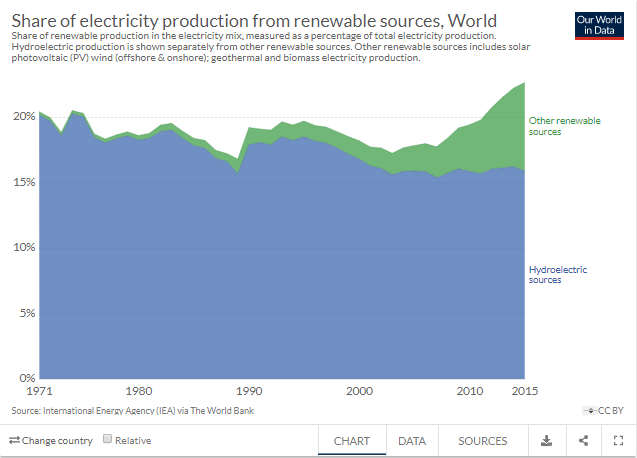 Share of electricity production from renewable sources, World
Our World
in Data
Share of renewable production in the electricity mix, measured as a percentage of total electricity production.
Hydroelectric production is shown separately from other renewable sources. Other renewable sources includes solar
photovoltaic (PV) wind (offshore & onshore); geothermal and biomass electricity production.
20%
Other renewable
sources
15%
10%
Hydroelectric
sources
5%
0%
1971 1980 1990 2000 2010 2015
Source: International Energy Agency (IEA) via The World Bank
CC BY
Change country Relative CHART DATA SOURCES